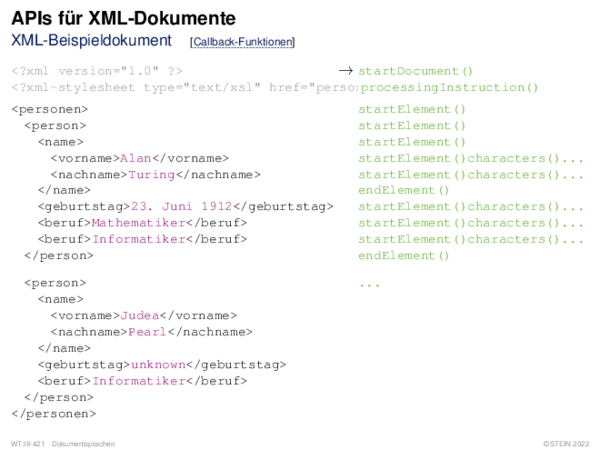 APIs für XML-Dokumente
XML-Beispieldokument [Callback-Funktionen]
<?xml version="1.0" ?> → startDocument()
<?xml-stylesheet type="text/xsl" href="perso processingInstruction()
<personen> startElement()
<person> startElement()
<name> startElement()
<vorname>Alan</vorname> startElement()characters()...
<nachname>Turing</nachname> startElement()characters()...
</name> endElement()
<geburtstag>23. Juni 1912</geburtstag> startElement()characters()...
<beruf>Mathematiker</beruf> startElement()characters()...
<beruf>Informatiker</beruf> startElement()characters()...
</person> endElement()
<person> ...
<name>
<vorname>Judea</vorname>
<nachname>Pearl</nachname>
</name>
<geburtstag>unknown</geburtstag>
<beruf>Informatiker</beruf>
</person>
</personen>
WT:III-421 Dokumentsprachen ©STEIN 2022